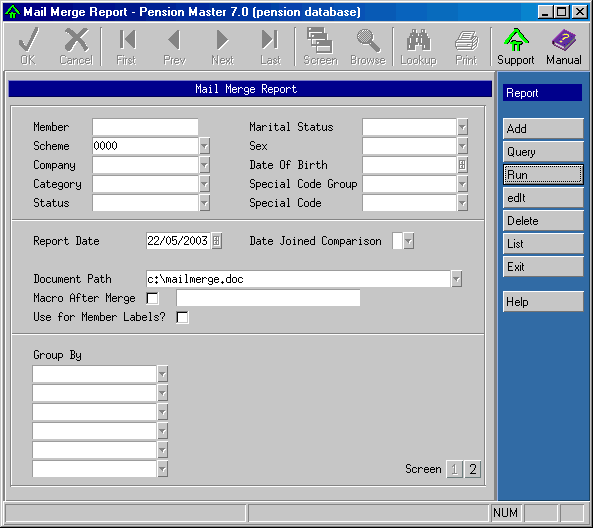 Mail Merge Report - Pension Master 7.0 (pension database)
OK Cancel First Prev Next Last Screen Browse Lookup Print Support Manual
Mail Merge Report
Report
Member Marital Status
Scheme 0000 Sex
Company Date Of Birth
Category Special Code Group
Status Special Code
Report Date 22/05/2003 Date Joined Comparison
Document Path c:\mailmerge.doc
Macro After Merge
Use for Member Labels?
Group By
Screen 1 2
Add
Query
Run
edIt
Delete
List
Exit
Help
NUM